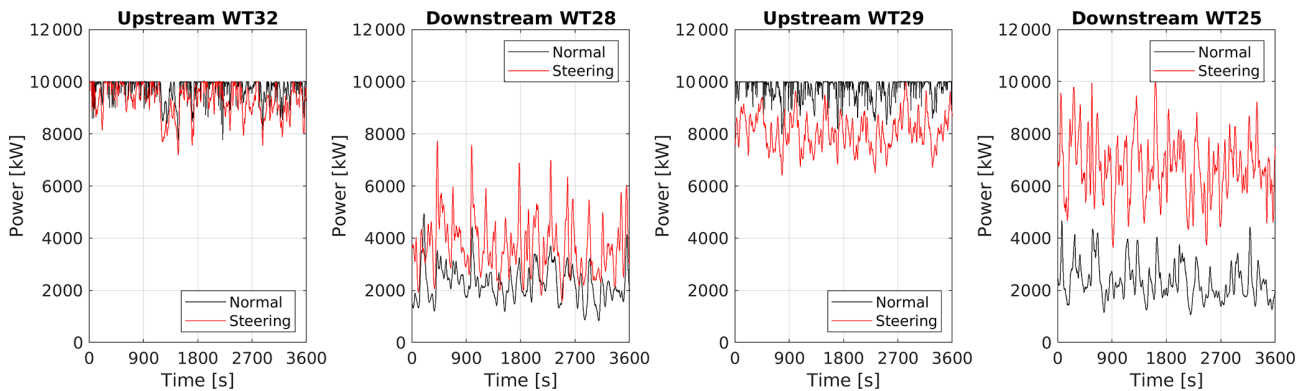 Upstream WT32
Downstream WT28
Upstream WT29
Downstream WT25
12 000
10 000
8000
6000
4000
2000
0
Power [kW]
0 900 1800 2700 3600
Time [s]
Normal
Steering
12 000
10 000
8000
6000
4000
2000
0
Power [kW]
0 900 1800 2700 3600
Time [s]
Normal
Steering
12 000
10 000
8000
6000
4000
2000
0
Power [kW]
0 900 1800 2700 3600
Time [s]
Normal
Steering
12 000
10 000
8000
6000
4000
2000
0
Power [kW]
0 900 1800 2700 3600
Time [s]
Normal
Steering